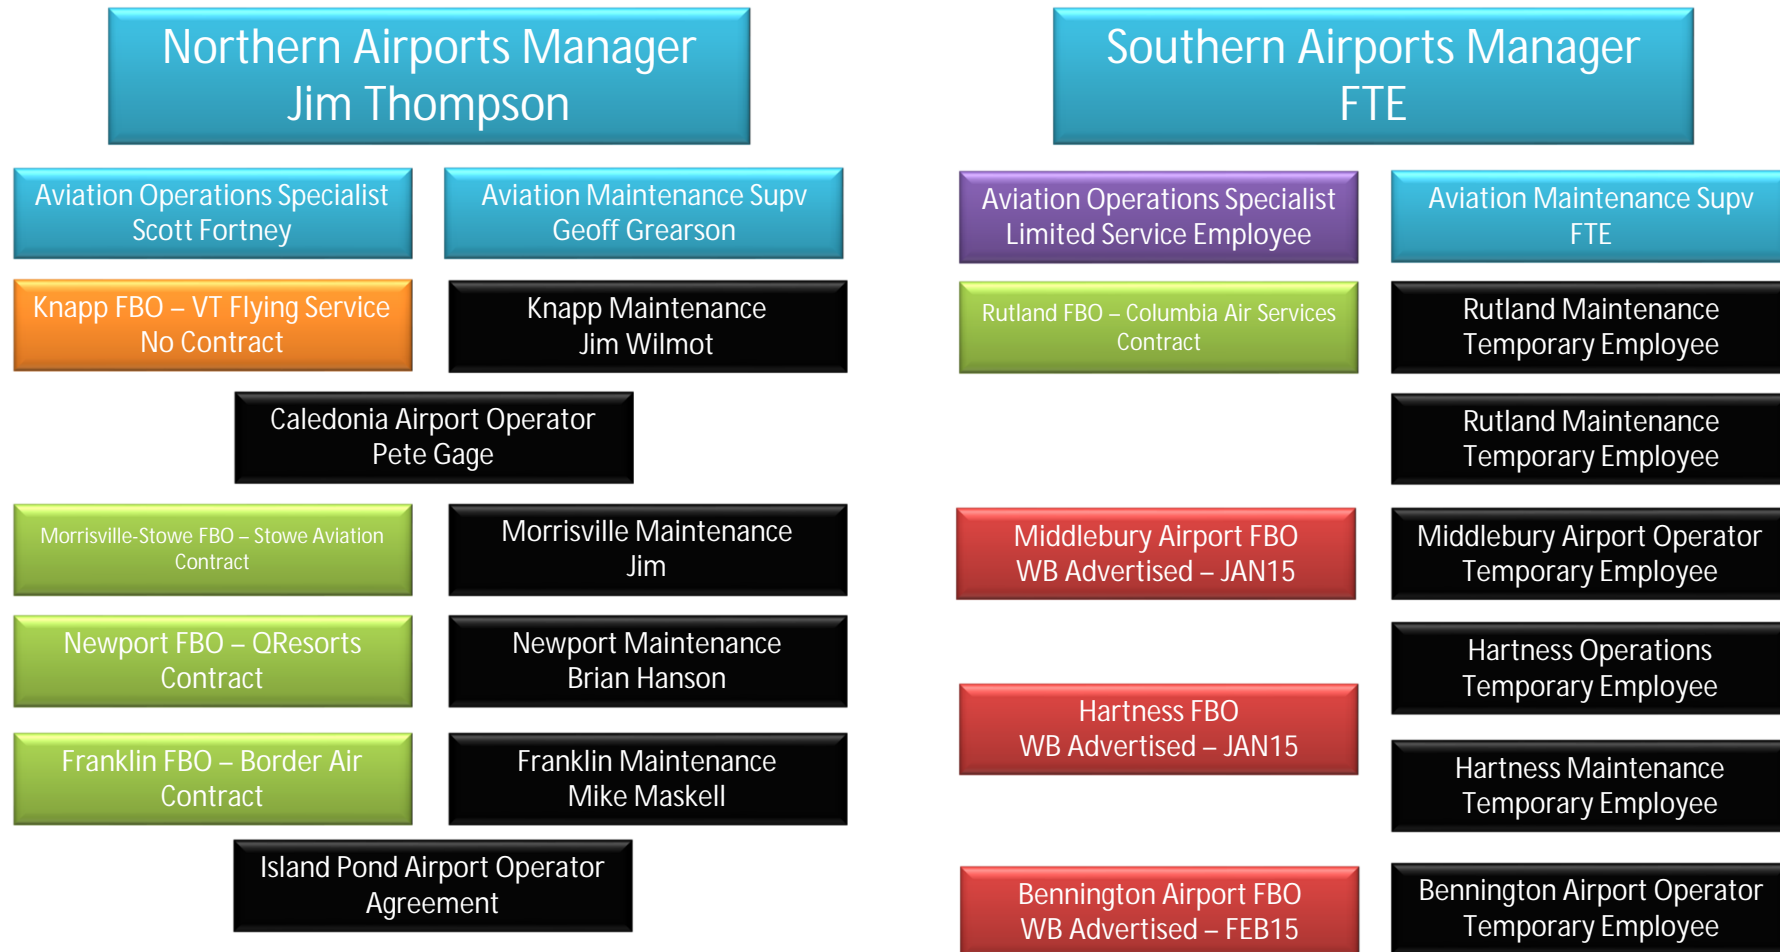 Northern Airports Manager
Jim Thompson
Aviation Operations Specialist
Scott Fortney
Aviation Maintenance Supv
Geoff Grearson
Knapp FBO – VT Flying Service
No Contract
Knapp Maintenance
Jim Wilmot
Caledonia Airport Operator
Pete Gage
Morrisville-Stowe FBO – Stowe Aviation
Contract
Morrisville Maintenance
Jim
Newport FBO – QResorts
Contract
Newport Maintenance
Brian Hanson
Franklin FBO – Border Air
Contract
Franklin Maintenance
Mike Maskell
Island Pond Airport Operator
Agreement
Southern Airports Manager
FTE
Aviation Operations Specialist
Limited Service Employee
Aviation Maintenance Supv
FTE
Rutland FBO – Columbia Air Services
Contract
Rutland Maintenance
Temporary Employee
Rutland Maintenance
Temporary Employee
Middlebury Airport FBO
WB Advertised – JAN15
Middlebury Airport Operator
Temporary Employee
Hartness Operations
Temporary Employee
Hartness FBO
WB Advertised – JAN15
Hartness Maintenance
Temporary Employee
Bennington Airport FBO
WB Advertised – FEB15
Bennington Airport Operator
Temporary Employee